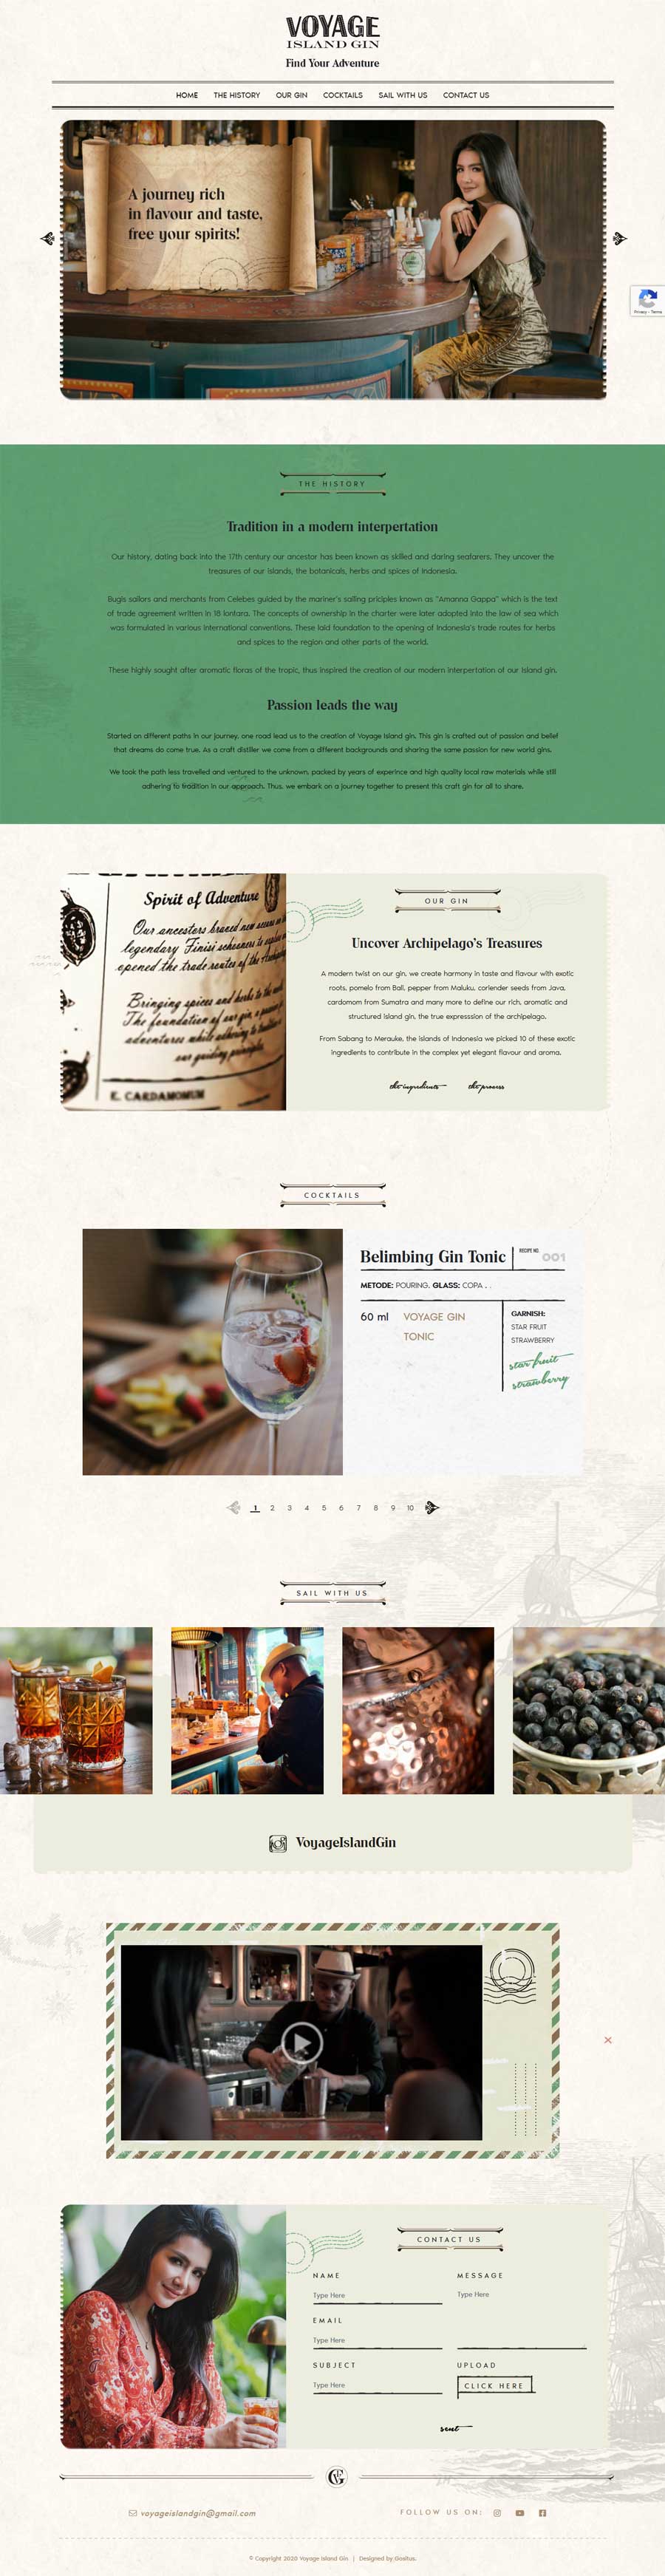 VOYAGE
ISLAND GIN
Find Your Adventure
HOME THE HISTORY OUR GIN COCKTAILS SAIL WITH US CONTACT US
A journey rich
in flavour and taste,
free your spirits!
Privacy - Terms
THE HISTORY
Tradition in a modern interpertation
Our history, dating back into the 17th century our ancestor has been known as skilled and daring seafarers. They uncover the
treasures of our islands, the botanicals, herbs and spices of Indonesia.
Bugis sailors and merchants from Celebes guided by the mariner's sailing priciples known as "Amanna Gappa" which is the text
of trade agreement written in 18 lontara. The concepts of ownership in the charter were later adopted into the law of sea which
was formulated in various international conventions. These laid foundation to the opening of Indonesia's trade routes for herbs
and spices to the region and other parts of the world.
These highly sought after aromatic floras of the tropic, thus inspired the creation of our modern interpertation of our island gin.
Passion leads the way
Started on different paths in our journey, one road lead us to the creation of Voyage Island gin. This gin is crafted out of passion and belief
that dreams do come true. As a craft distiller we come from a different backgrounds and sharing the same passion for new world gins.
We took the path less travelled and ventured to the unknown, packed by years of experince and high quality local raw materials while still
adhering to tradition in our approach. Thus, we embark on a journey together to present this craft gin for all to share.
Spirit of Adventure
Our ancestors braved new seas
legendary Finisi schooners to
opened the trade routes of the
Bringing spices and herbs to the
The foundation of our gin,
adventures whilst adhering to
our guiding principles.
E. CARDAMOMUM
OUR GIN
Uncover Archipelago's Treasures
A modern twist on our gin, we create harmony in taste and flavour with exotic
roots, pomelo from Bali, pepper from Maluku, coriender seeds from Java,
cardomom from Sumatra and many more to define our rich, aromatic and
structured island gin, the true expresssion of the archipelago.
From Sabang to Merauke, the islands of Indonesia we picked 10 of these exotic
ingredients to contribute in the complex yet elegant flavour and aroma.
the ingredients the process
COCKTAILS
Belimbing Gin Tonic RECIPE NO. 001
METODE: POURING. GLASS: COPA . .
60 ml VOYAGE GIN
TONIC
GARNISH:
STAR FRUIT
STRAWBERRY
star fruit
strawberry
1 2 3 4 5 6 7 8 9 10
SAIL WITH US
VoyageIslandGin
CONTACT US
NAME
Type Here
EMAIL
Type Here
SUBJECT
Type Here
MESSAGE
Type Here
UPLOAD
CLICK HERE
sent
voyageislandgin@gmail.com
FOLLOW US ON:
© Copyright 2020 Voyage Island Gin | Designed by Gositus.